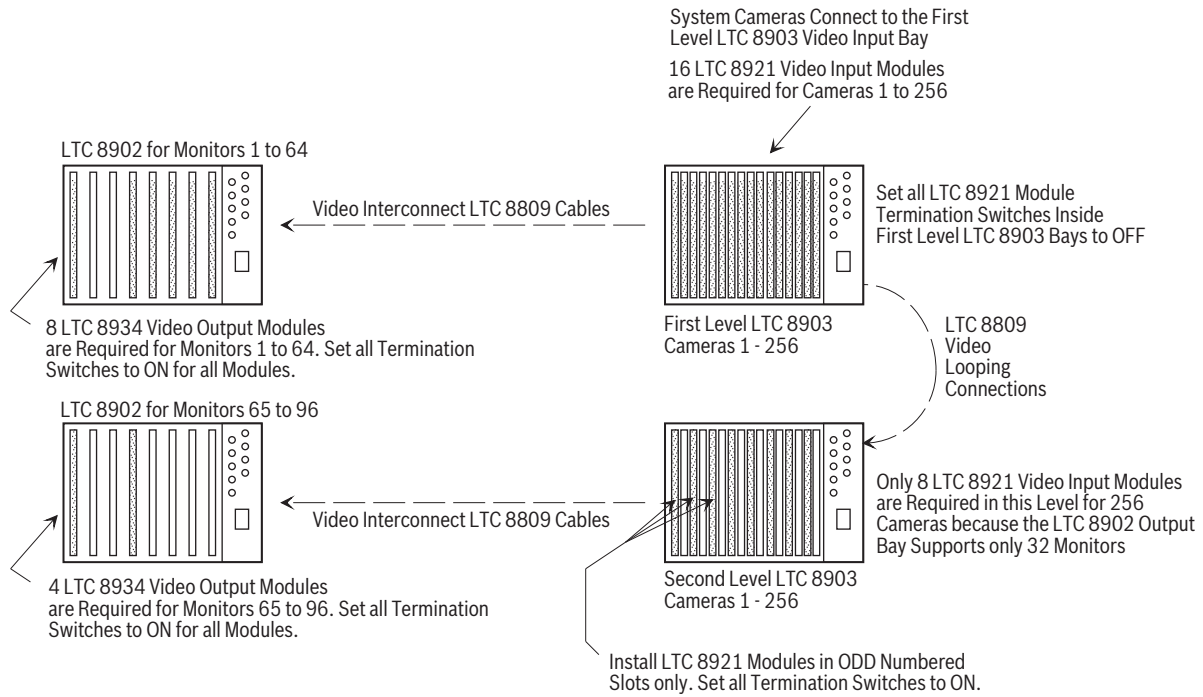 System Cameras Connect to the First
Level LTC 8903 Video Input Bay
16 LTC 8921 Video Input Modules
are Required for Cameras 1 to 256
LTC 8902 for Monitors 1 to 64
Video Interconnect LTC 8809 Cables
Set all LTC 8921 Module
Termination Switches Inside
First Level LTC 8903 Bays to OFF
8 LTC 8934 Video Output Modules
are Required for Monitors 1 to 64. Set all Termination
Switches to ON for all Modules.
First Level LTC 8903
Cameras 1 - 256
LTC 8809
Video
Looping
Connections
LTC 8902 for Monitors 65 to 96
Video Interconnect LTC 8809 Cables
Only 8 LTC 8921 Video Input Modules
are Required in this Level for 256
Cameras because the LTC 8902 Output
Bay Supports only 32 Monitors
4 LTC 8934 Video Output Modules
are Required for Monitors 65 to 96. Set all Termination
Switches to ON for all Modules.
Second Level LTC 8903
Cameras 1 - 256
Install LTC 8921 Modules in ODD Numbered
Slots only. Set all Termination Switches to ON.